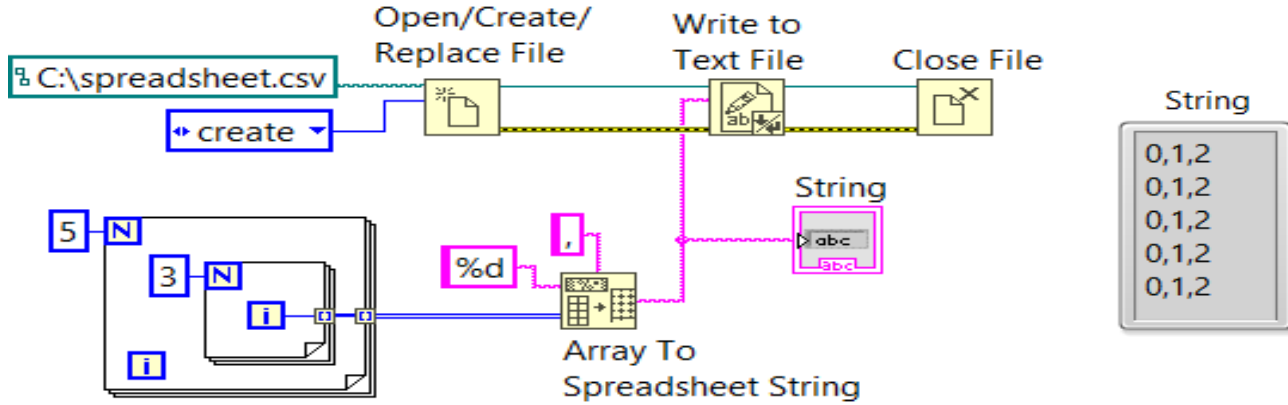 Open/Create/
Replace File
Write to
Text File
Close File
C:\spreadsheet.csv
create
String
0,1,2
0,1,2
0,1,2
0,1,2
0,1,2
ab
String
abc
abc
5
N
3
N
i
i
%d
,
Array To
Spreadsheet String